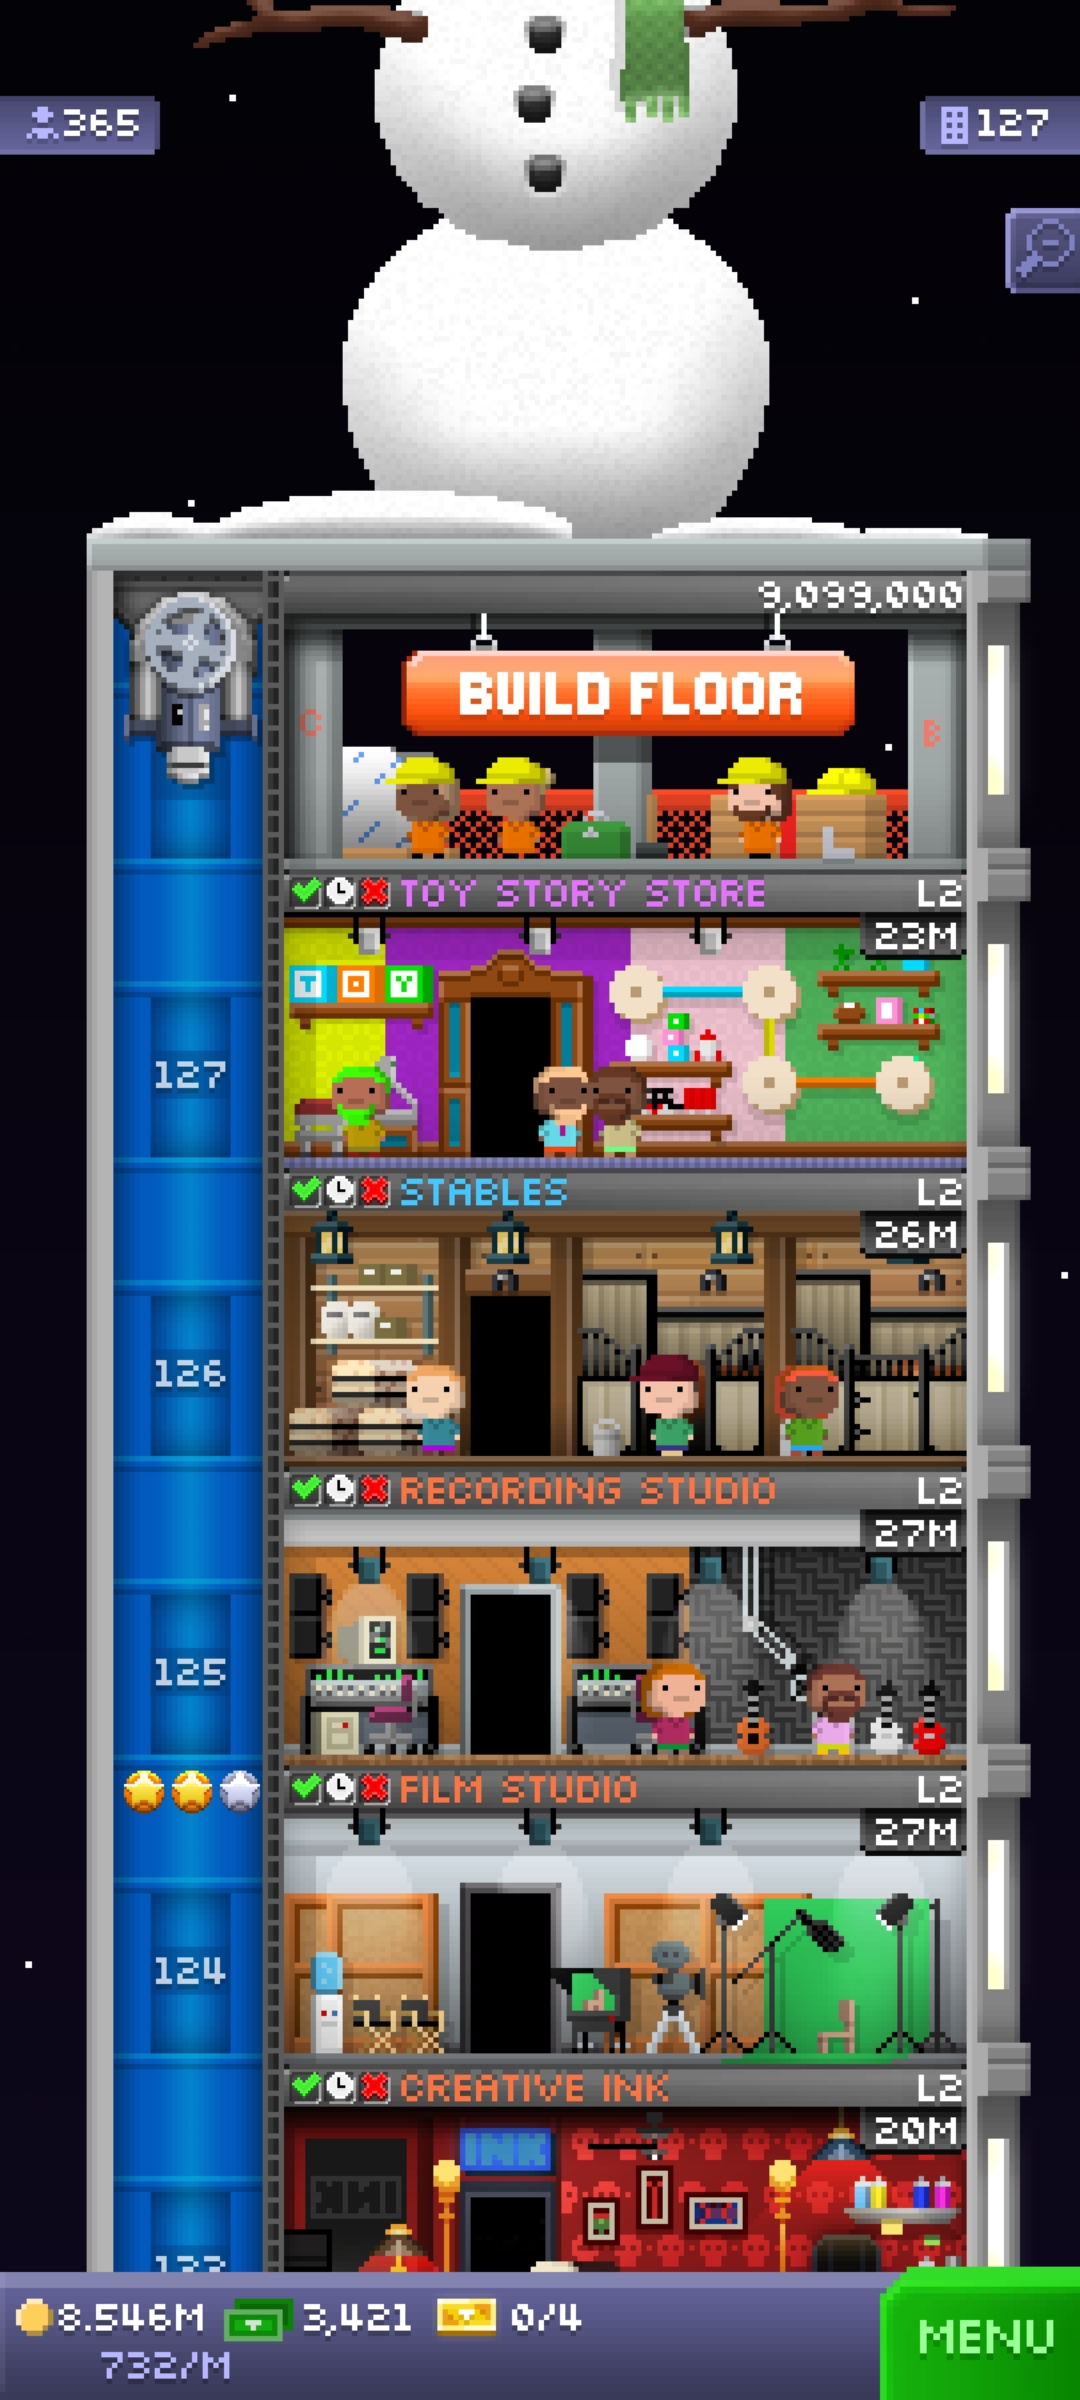 365
127
9,099,000
BUILD FLOOR
C
B
TOY STORY STORE L2
23M
T O Y
127
STABLES L2
26M
126
RECORDING STUDIO L2
27M
125
FILM STUDIO L2
27M
124
CREATIVE INK L2
20M
INK
8.546M 3,421 0/4
732/M
MENU